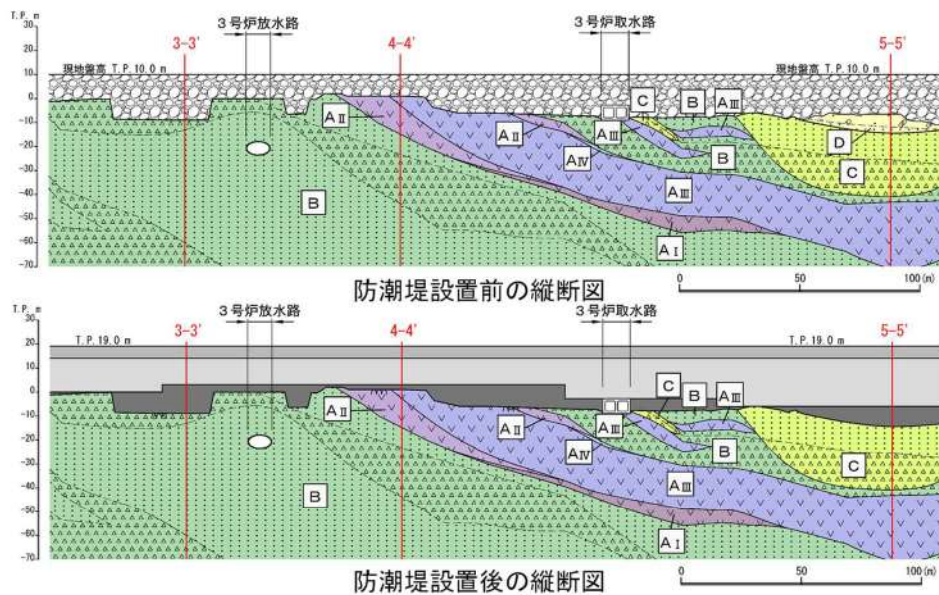 T.P. m
30
20
10
0
-10
-20
-30
-40
-50
-60
-70
3号炉放水路
3号炉取水路
3-3'
4-4'
5-5'
現地盤高 T.P. 10.0 m
現地盤高 T.P. 10.0 m
C
B
AⅢ
AⅡ
AⅡ
AⅢ
AⅣ
B
D
C
AⅢ
B
AⅠ
防潮堤設置前の縦断図
0
50
100 (m)
T.P. m
30
20
10
0
-10
-20
-30
-40
-50
-60
-70
3号炉放水路
3号炉取水路
3-3'
4-4'
5-5'
T.P. 19.0 m
T.P. 19.0 m
C
B
AⅢ
AⅡ
AⅡ
AⅢ
AⅣ
B
C
AⅢ
B
AⅠ
防潮堤設置後の縦断図
0
50
100 (m)